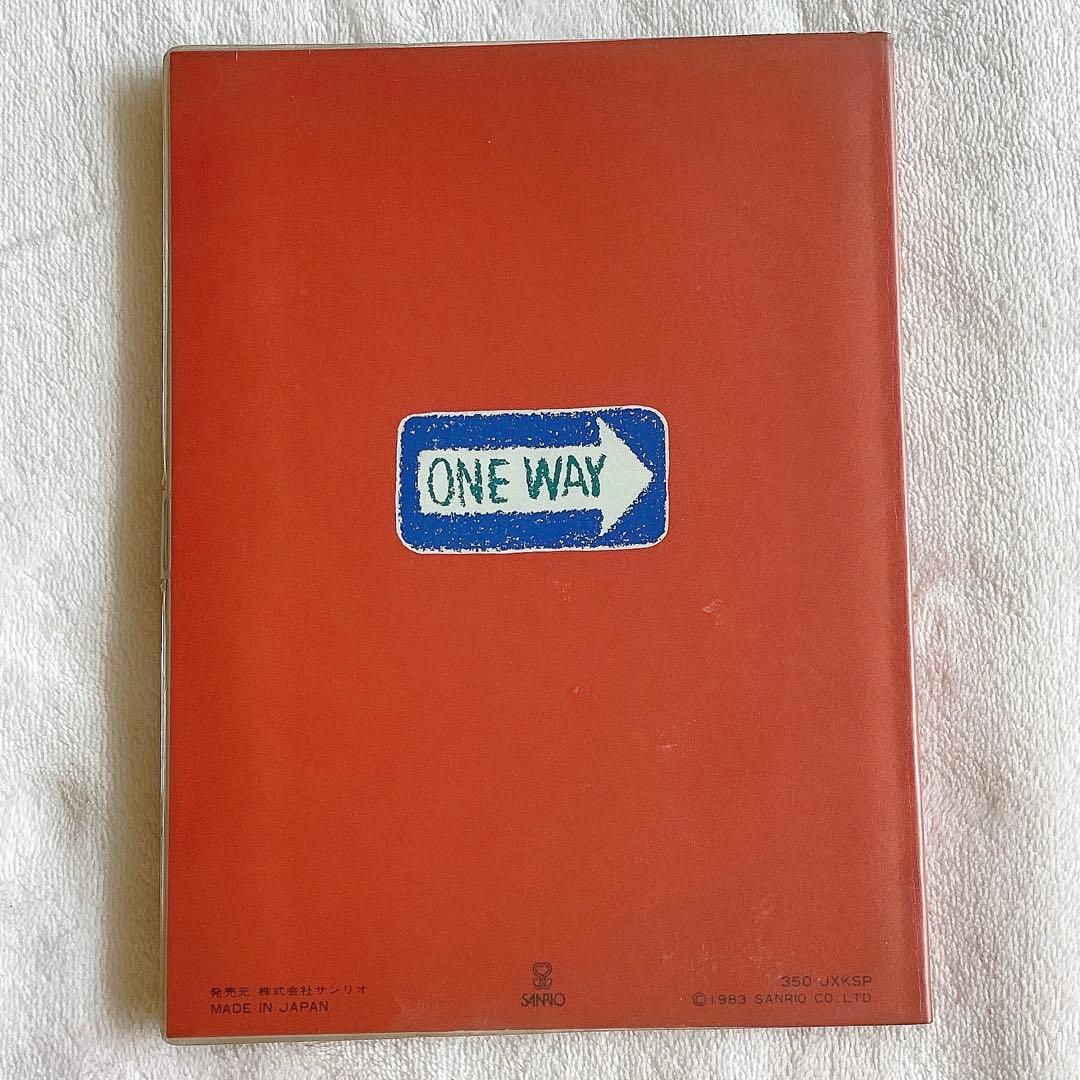 ONE WAY
発売元 株式会社サンリオ
MADE IN JAPAN
SANRIO
350 JXKSP
©1983 SANRIO CO., LTD